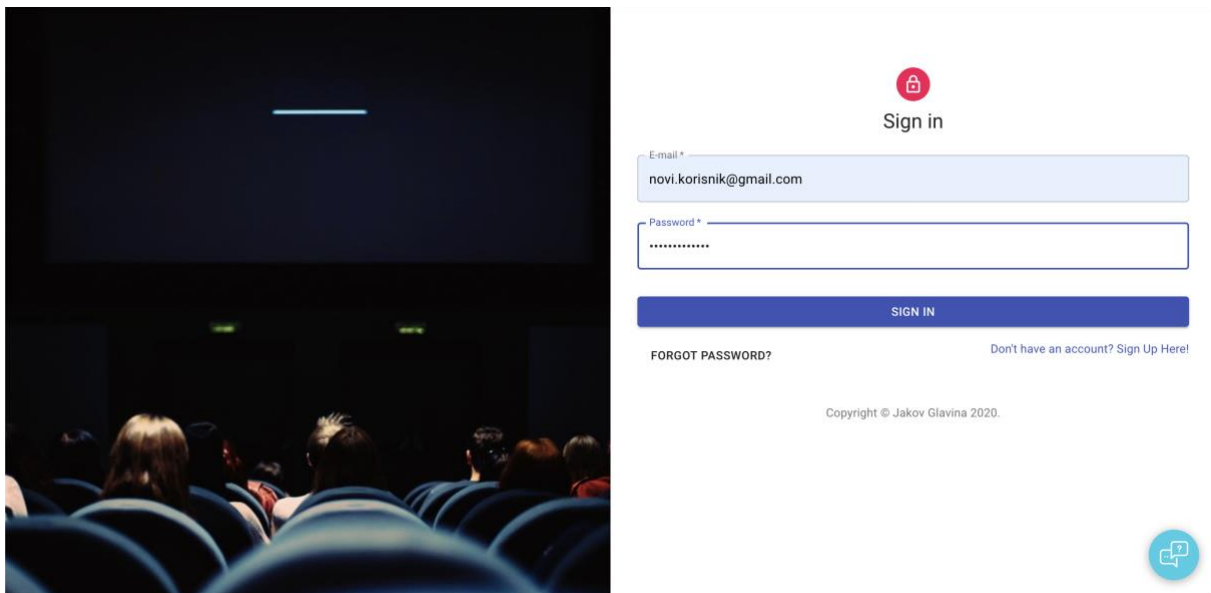 Sign in
E-mail *
novi.korisnik@gmail.com
Password *
•••••••••••••
SIGN IN
FORGOT PASSWORD?
Don't have an account? Sign Up Here!
Copyright © Jakov Glavina 2020.
?